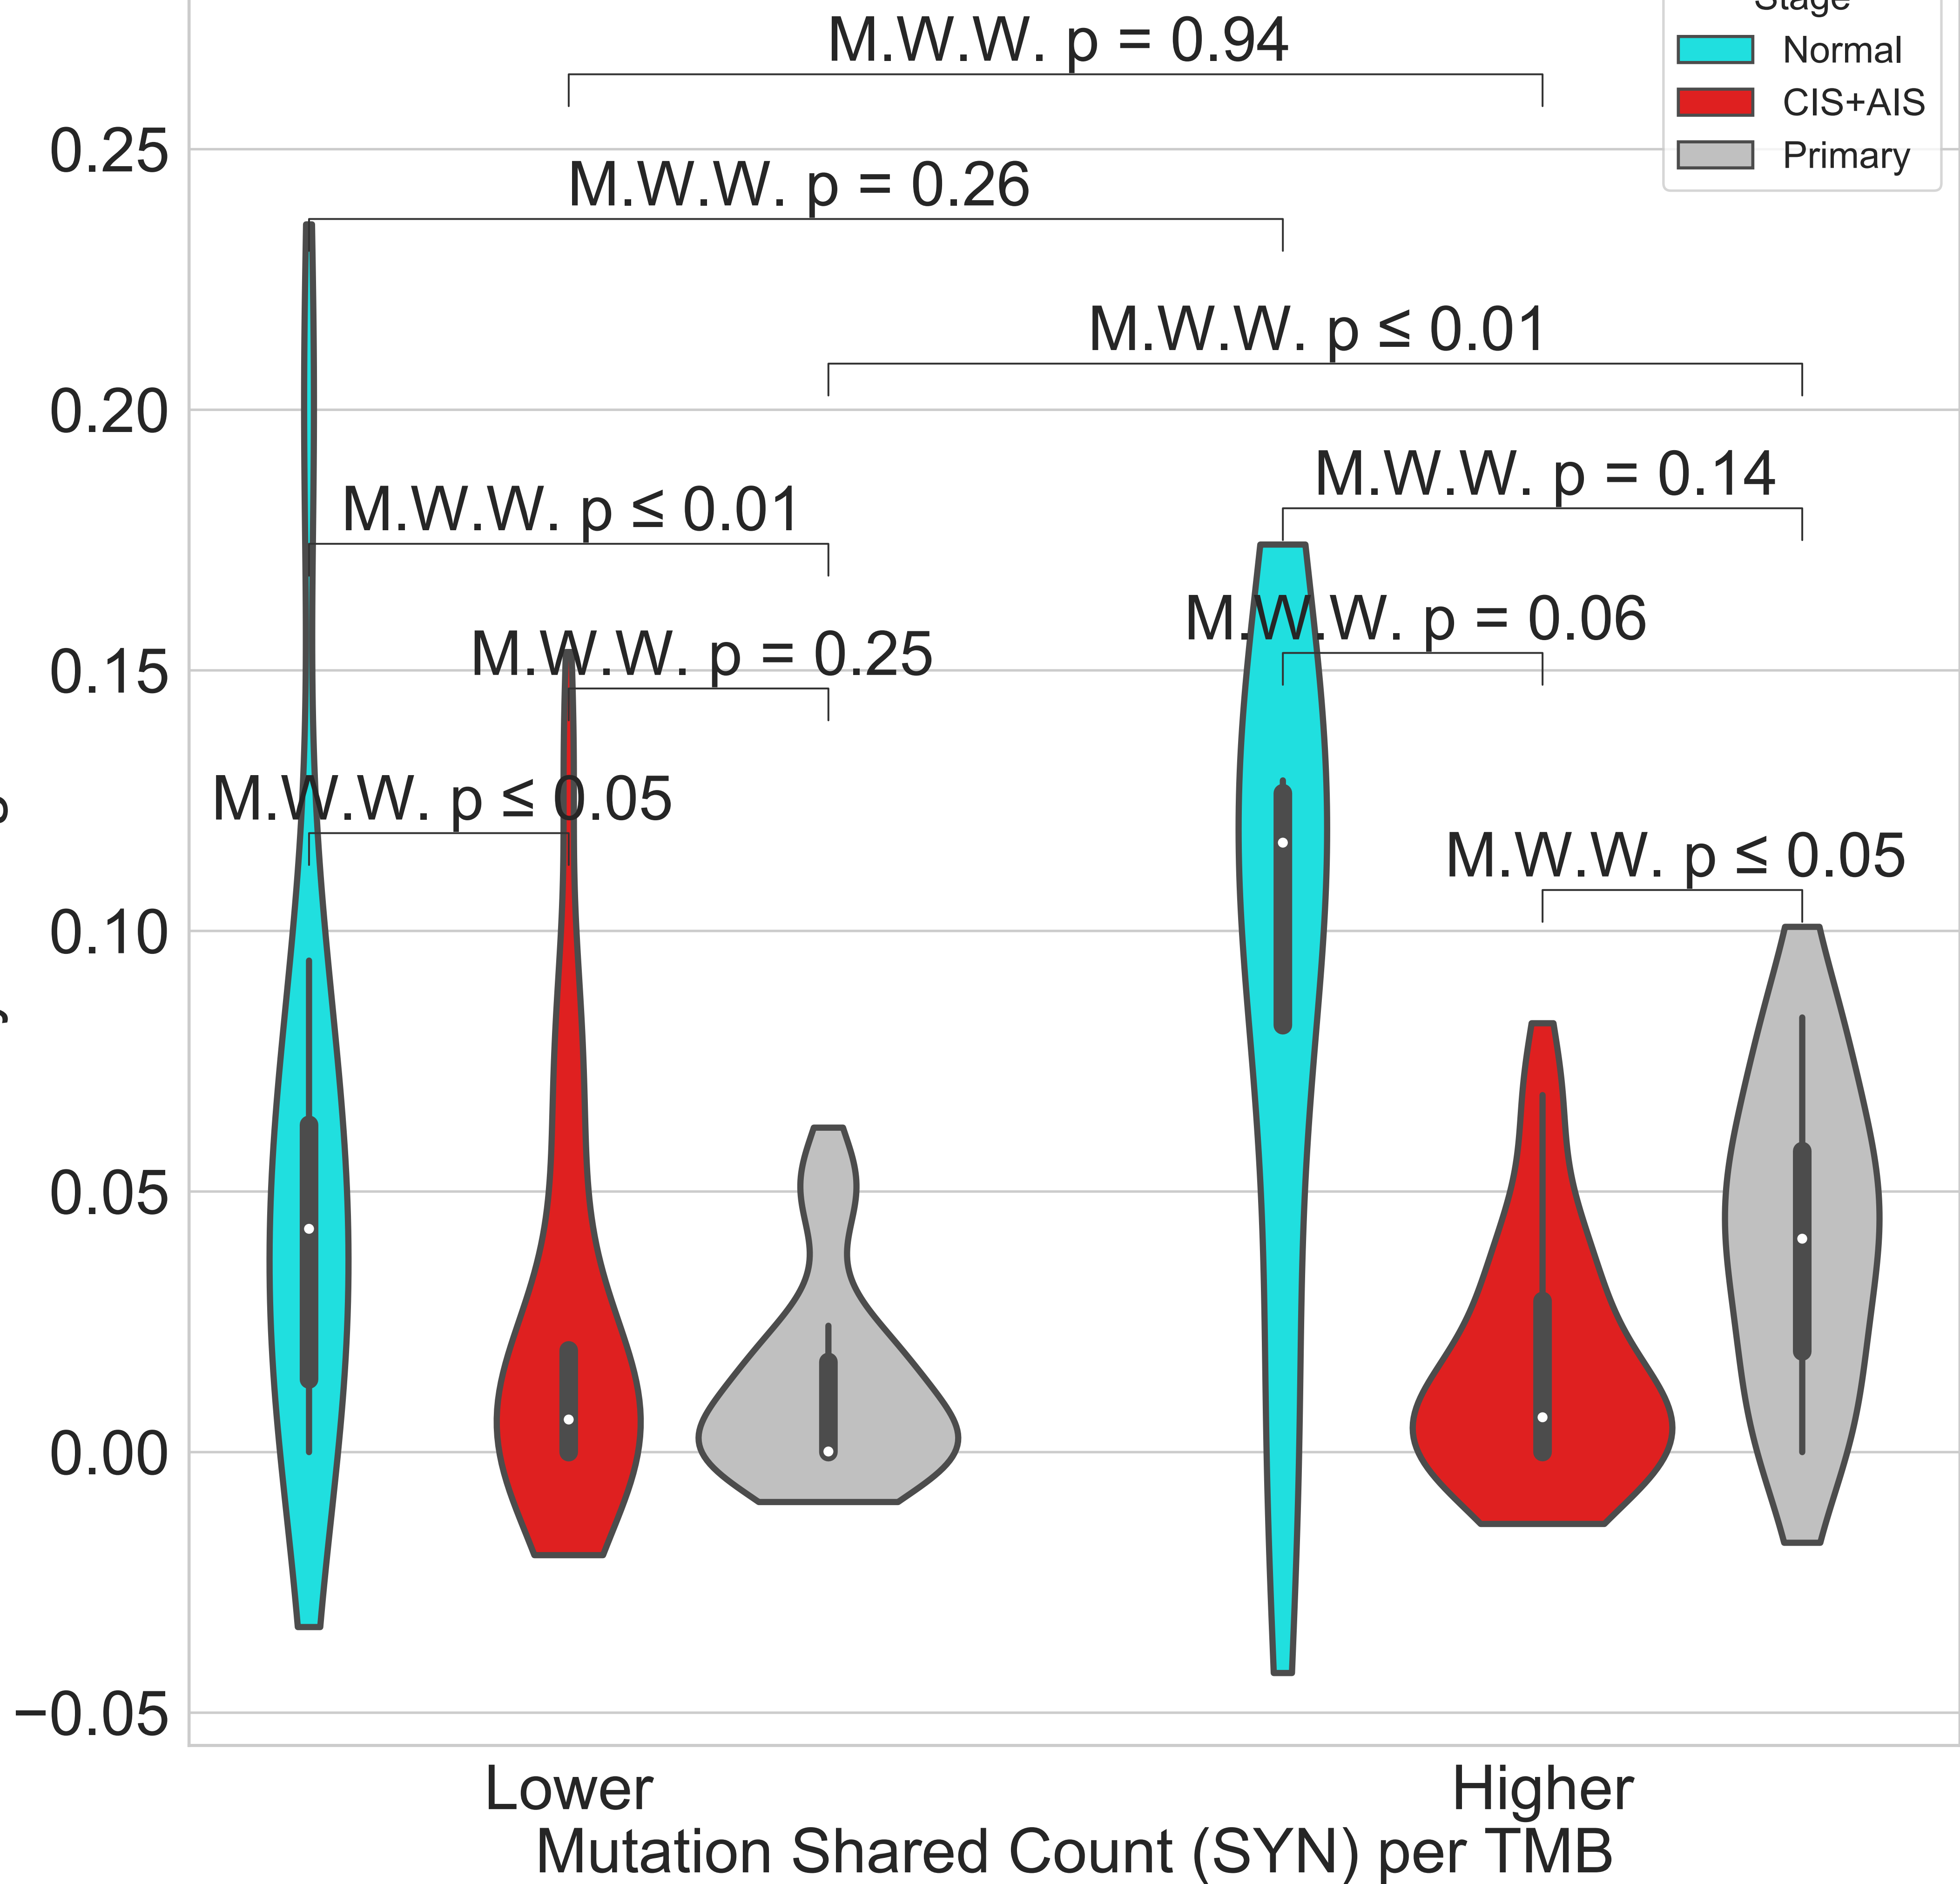 Stage
Normal
CIS+AIS
Primary
M.W.W. p = 0.94
0.25
M.W.W. p = 0.26
M.W.W. p ≤ 0.01
0.20
M.W.W. p = 0.14
M.W.W. p ≤ 0.01
M.W.W. p = 0.06
M.W.W. p = 0.25
0.15
M.W.W. p ≤ 0.05
M.W.W. p ≤ 0.05
0.10
0.05
0.00
−0.05
Lower
Higher
Mutation Shared Count (SYN) per TMB